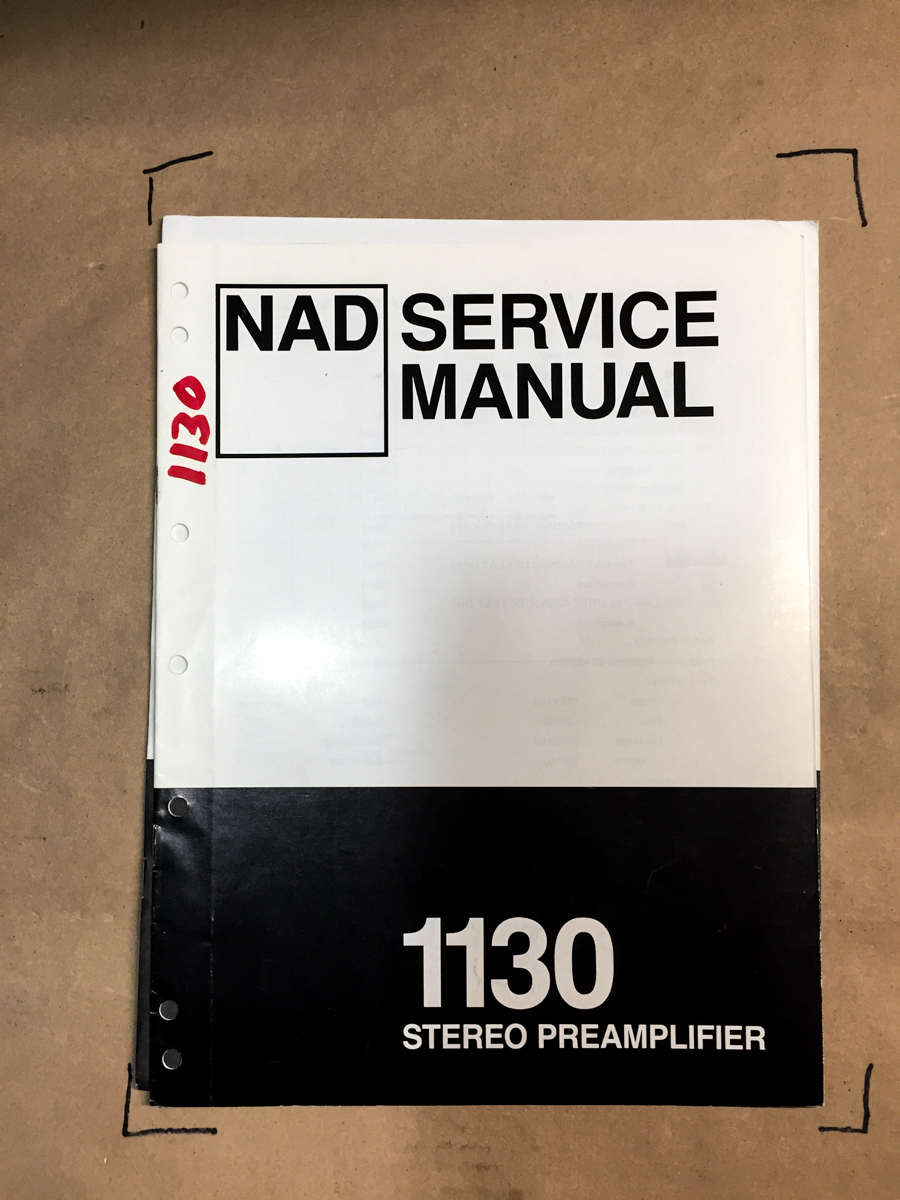 NAD
SERVICE
MANUAL
1130
1130
STEREO PREAMPLIFIER